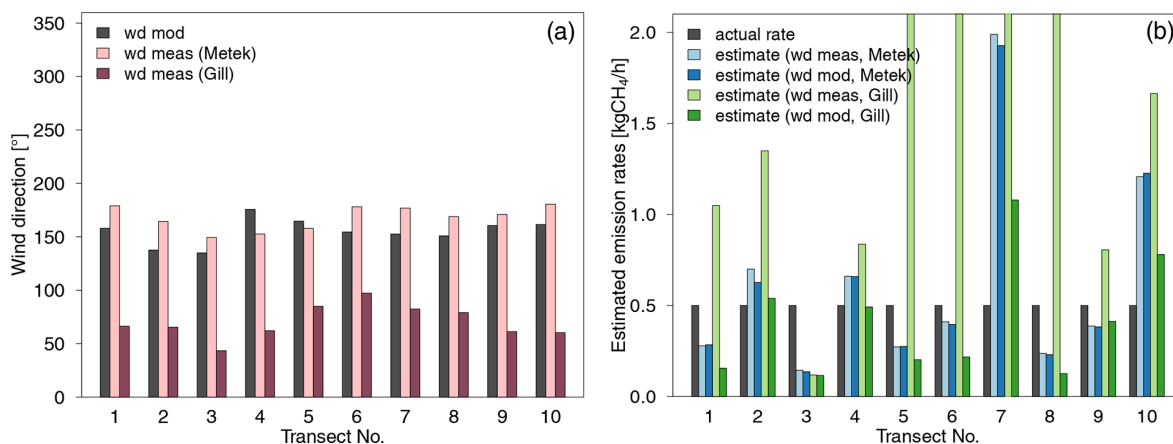 (a)
wd mod
wd meas (Metek)
wd meas (Gill)
350
300
250
200
150
100
50
0
Wind direction [°]
1 2 3 4 5 6 7 8 9 10
Transect No.
(b)
actual rate
estimate (wd meas, Metek)
estimate (wd mod, Metek)
estimate (wd meas, Gill)
estimate (wd mod, Gill)
2.0
1.5
1.0
0.5
0.0
Estimated emission rates [kgCH₄/h]
1 2 3 4 5 6 7 8 9 10
Transect No.